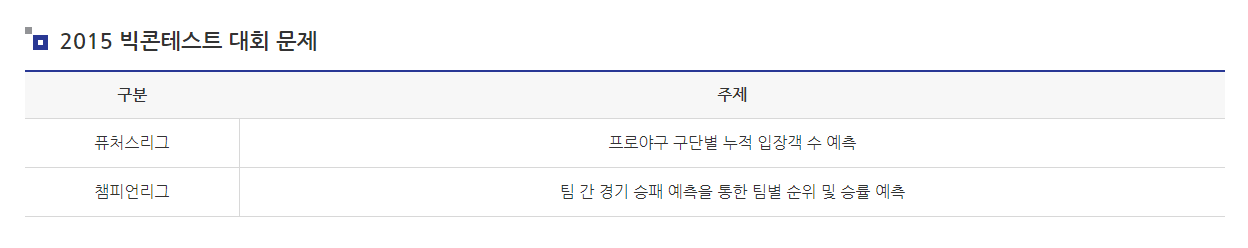 2015 빅콘테스트 대회 문제
구분 주제
퓨처스리그 프로야구 구단별 누적 입장객 수 예측
챔피언리그 팀 간 경기 승패 예측을 통한 팀별 순위 및 승률 예측